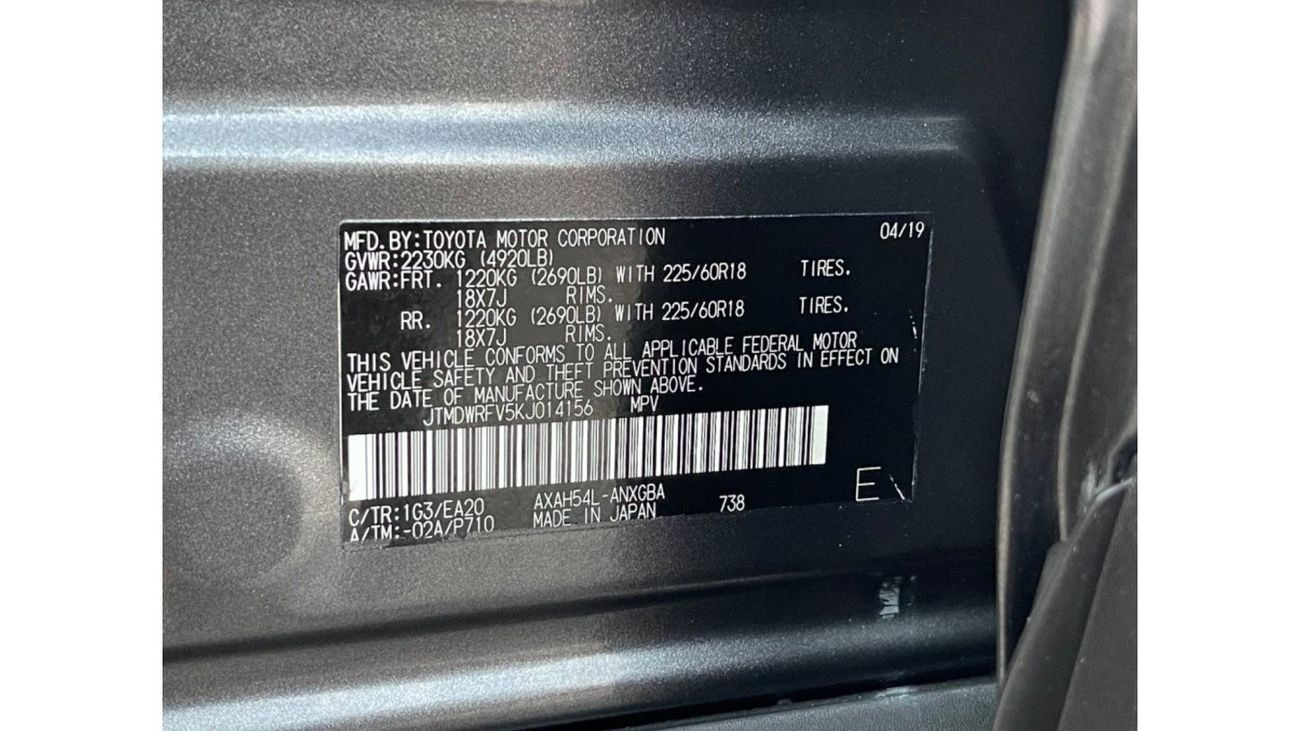 MFD.BY:TOYOTA MOTOR CORPORATION 04/19
GVWR:2230KG (4920LB)
GAWR:FRT. 1220KG (2690LB) WITH 225/60R18 TIRES.
18X7J RIMS.
RR. 1220KG (2690LB) WITH 225/60R18 TIRES.
18X7J RIMS.
THIS VEHICLE CONFORMS TO ALL APPLICABLE FEDERAL MOTOR
VEHICLE SAFETY AND THEFT PREVENTION STANDARDS IN EFFECT ON
THE DATE OF MANUFACTURE SHOWN ABOVE.
JTMDWRFV5KJ014156 MPV
E
C/TR:1G3/EA20 AXAH54L-ANXGBA 738
A/TM:-02A/P710 MADE IN JAPAN